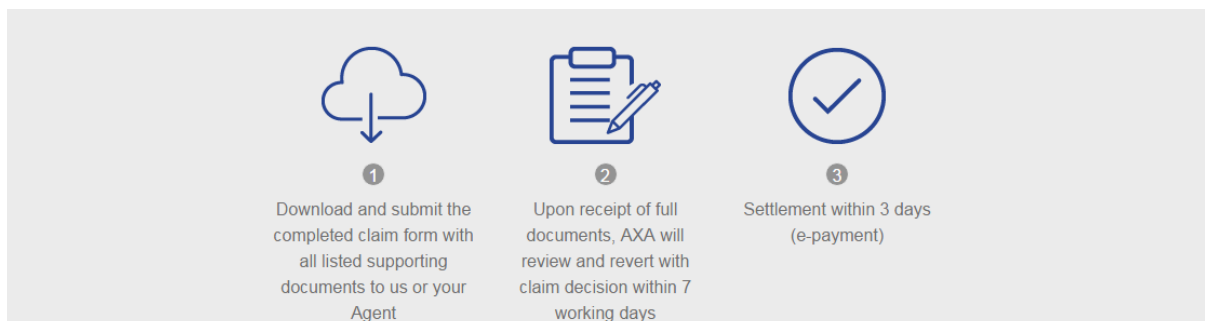 1
Download and submit the
completed claim form with
all listed supporting
documents to us or your
Agent
2
Upon receipt of full
documents, AXA will
review and revert with
claim decision within 7
working days
3
Settlement within 3 days
(e-payment)